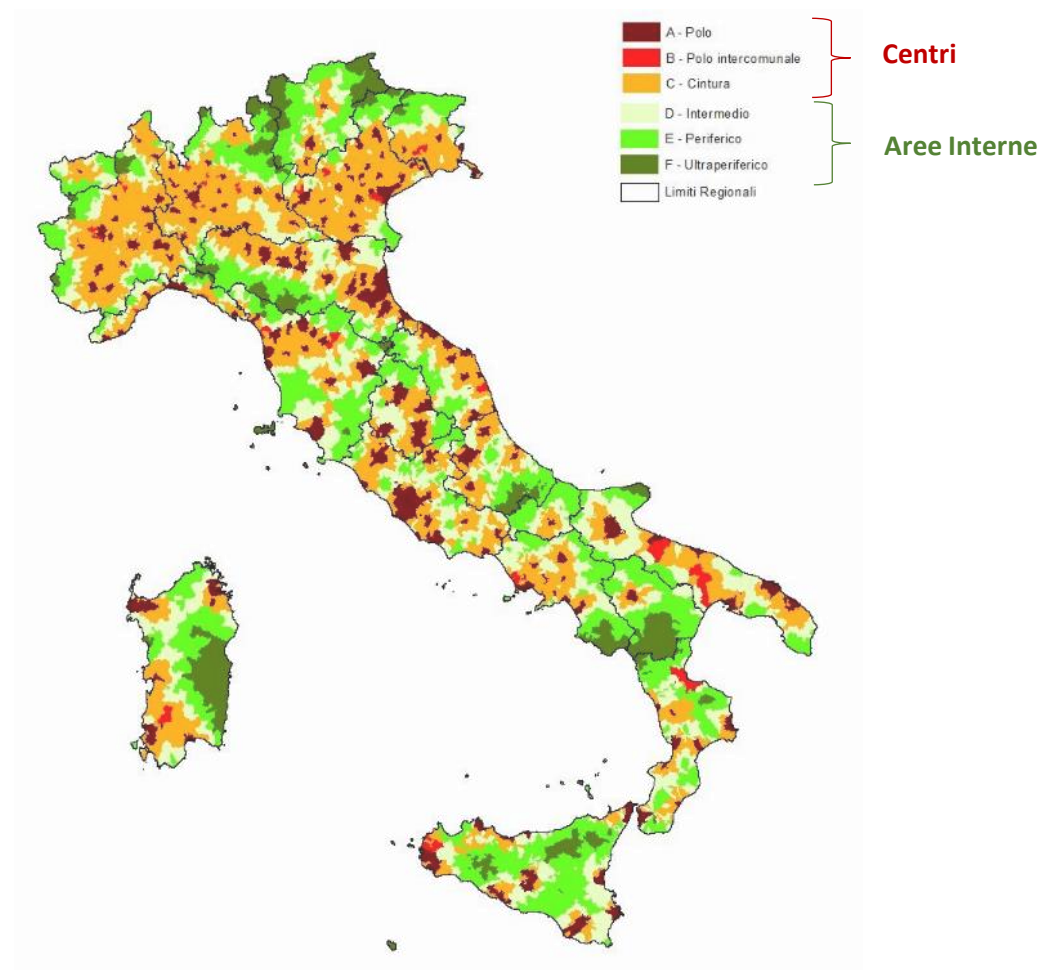 A - Polo
B - Polo intercomunale
C - Cintura
Centri
D - Intermedio
E - Periferico
F - Ultraperiferico
Aree Interne
Limiti Regionali